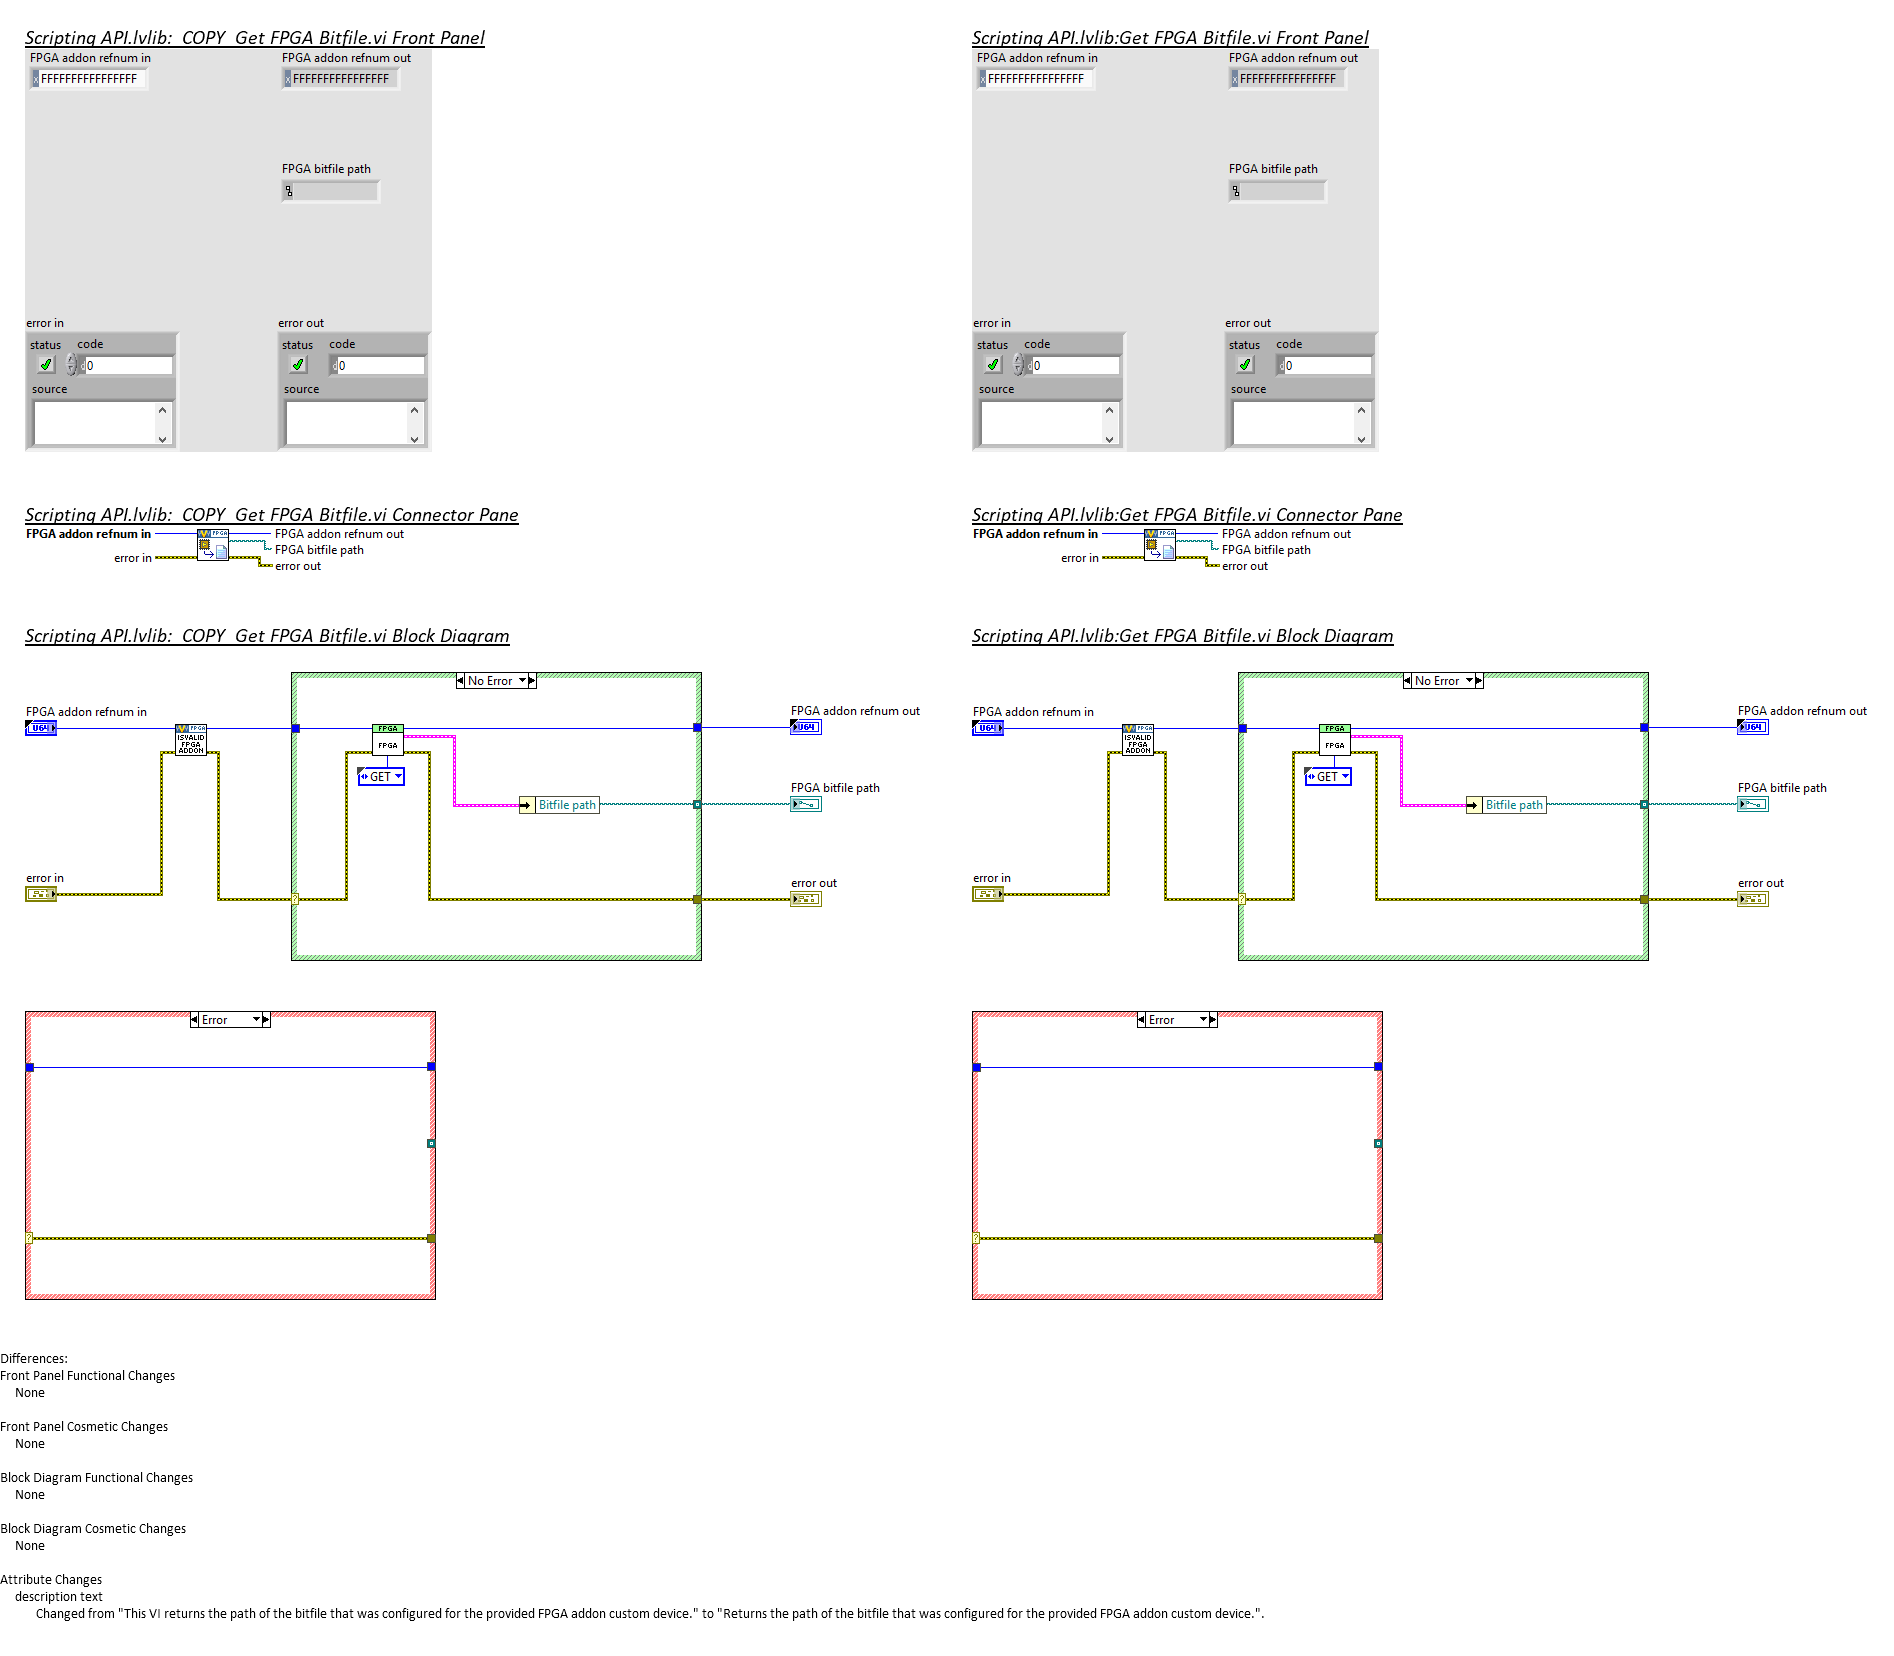 Scripting API.lvlib:_COPY_Get FPGA Bitfile.vi Front Panel
FPGA addon refnum in
FPGA addon refnum out
x FFFFFFFFFFFFFFFF
x FFFFFFFFFFFFFFFF
FPGA bitfile path
error in
error out
status
code
status
code
d 0
d 0
source
source
Scripting API.lvlib:Get FPGA Bitfile.vi Front Panel
FPGA addon refnum in
FPGA addon refnum out
x FFFFFFFFFFFFFFFF
x FFFFFFFFFFFFFFFF
FPGA bitfile path
error in
error out
status
code
status
code
d 0
d 0
source
source
Scripting API.lvlib:_COPY_Get FPGA Bitfile.vi Connector Pane
FPGA addon refnum in
FPGA
FPGA addon refnum out
FPGA bitfile path
error in
error out
Scripting API.lvlib:Get FPGA Bitfile.vi Connector Pane
FPGA addon refnum in
FPGA
FPGA addon refnum out
FPGA bitfile path
error in
error out
Scripting API.lvlib:_COPY_Get FPGA Bitfile.vi Block Diagram
No Error
FPGA addon refnum in
U64
FPGA
ISVALID
FPGA
ADDON
FPGA
FPGA
GET
FPGA addon refnum out
U64
Bitfile path
FPGA bitfile path
error in
?
error out
Error
?
Scripting API.lvlib:Get FPGA Bitfile.vi Block Diagram
No Error
FPGA addon refnum in
U64
FPGA
ISVALID
FPGA
ADDON
FPGA
FPGA
GET
FPGA addon refnum out
U64
Bitfile path
FPGA bitfile path
error in
?
error out
Error
?
Differences:
Front Panel Functional Changes
None
Front Panel Cosmetic Changes
None
Block Diagram Functional Changes
None
Block Diagram Cosmetic Changes
None
Attribute Changes
description text
Changed from "This VI returns the path of the bitfile that was configured for the provided FPGA addon custom device." to "Returns the path of the bitfile that was configured for the provided FPGA addon custom device.".